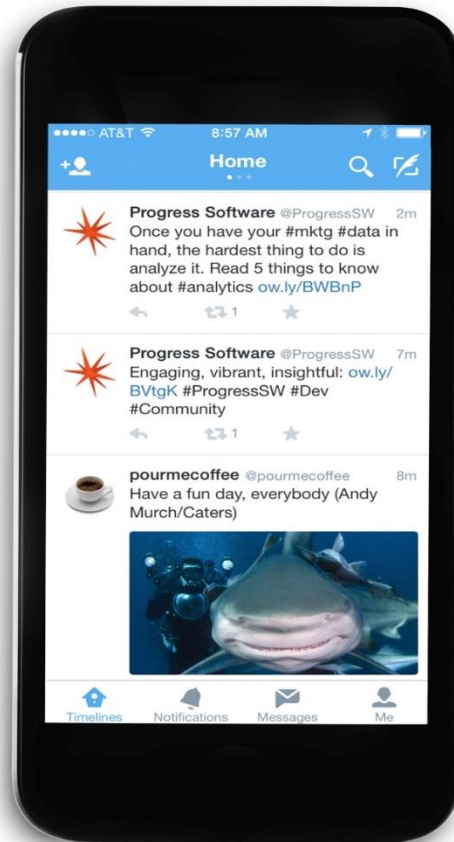 AT&T 8:57 AM
Home
Progress Software @ProgressSW 2m
Once you have your #mktg #data in
hand, the hardest thing to do is
analyze it. Read 5 things to know
about #analytics ow.ly/BWBnP
1
Progress Software @ProgressSW 7m
Engaging, vibrant, insightful: ow.ly/
BVtgK #ProgressSW #Dev
#Community
1
pourmecoffee @pourmecoffee 8m
Have a fun day, everybody (Andy
Murch/Caters)
Timelines Notifications Messages Me